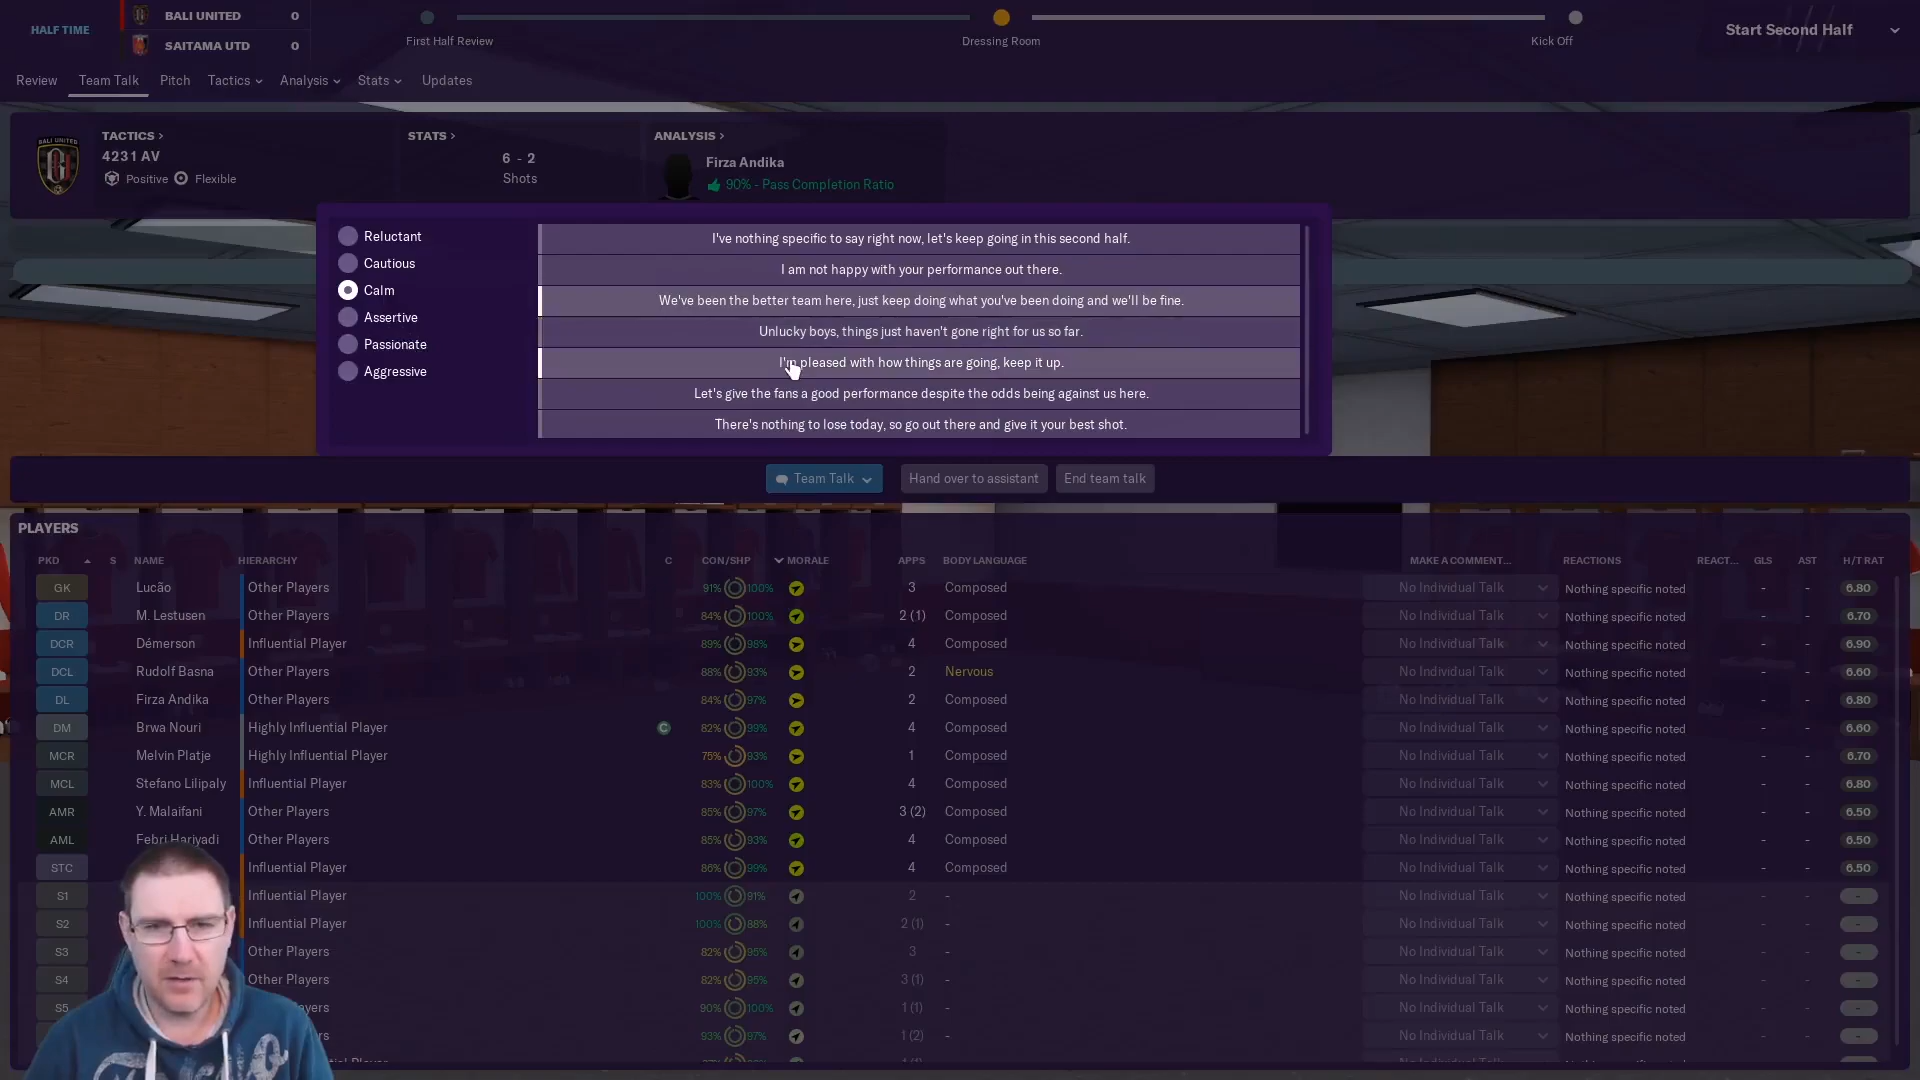 HALF TIME
BALI UNITED 0
SAITAMA UTD 0
First Half Review
Dressing Room
Kick Off
Start Second Half
Review Team Talk Pitch Tactics Analysis Stats Updates
BALI UNITED
TACTICS >
4231 AV
Positive Flexible
STATS >
6 - 2
Shots
ANALYSIS >
Firza Andika
90% - Pass Completion Ratio
Reluctant
Cautious
Calm
Assertive
Passionate
Aggressive
I've nothing specific to say right now, let's keep going in this second half.
I am not happy with your performance out there.
We've been the better team here, just keep doing what you've been doing and we'll be fine.
Unlucky boys, things just haven't gone right for us so far.
I'm pleased with how things are going, keep it up.
Let's give the fans a good performance despite the odds being against us here.
There's nothing to lose today, so go out there and give it your best shot.
Team Talk Hand over to assistant End team talk
PLAYERS
PKD S NAME HIERARCHY C CON/SHP MORALE APPS BODY LANGUAGE MAKE A COMMENT... REACTIONS REACT... GLS AST H/T RAT
GK Lucão Other Players 91% 100% 3 Composed No Individual Talk Nothing specific noted - - 6.80
DR M. Lestusen Other Players 84% 100% 2 (1) Composed No Individual Talk Nothing specific noted - - 6.70
DCR Démerson Influential Player 89% 98% 4 Composed No Individual Talk Nothing specific noted - - 6.90
DCL Rudolf Basna Other Players 88% 93% 2 Nervous No Individual Talk Nothing specific noted - - 6.60
DL Firza Andika Other Players 84% 97% 2 Composed No Individual Talk Nothing specific noted - - 6.80
DM Brwa Nouri Highly Influential Player C 82% 99% 4 Composed No Individual Talk Nothing specific noted - - 6.60
MCR Melvin Platje Highly Influential Player 75% 93% 1 Composed No Individual Talk Nothing specific noted - - 6.70
MCL Stefano Lilipaly Influential Player 83% 100% 4 Composed No Individual Talk Nothing specific noted - - 6.80
AMR Y. Malaifani Other Players 85% 97% 3 (2) Composed No Individual Talk Nothing specific noted - - 6.50
AML Febri Hariyadi Other Players 85% 93% 4 Composed No Individual Talk Nothing specific noted - - 6.50
STC Influential Player 86% 99% 4 Composed No Individual Talk Nothing specific noted - - 6.50
S1 Influential Player 100% 91% 2 - No Individual Talk Nothing specific noted - - -
S2 Influential Player 100% 88% 2 (1) - No Individual Talk Nothing specific noted - - -
S3 Other Players 82% 95% 3 - No Individual Talk Nothing specific noted - - -
S4 Other Players 82% 95% 3 (1) - No Individual Talk Nothing specific noted - - -
S5 yers 90% 100% 1 (1) - No Individual Talk Nothing specific noted - - -
rs 93% 97% 1 (2) - No Individual Talk Nothing specific noted - - -